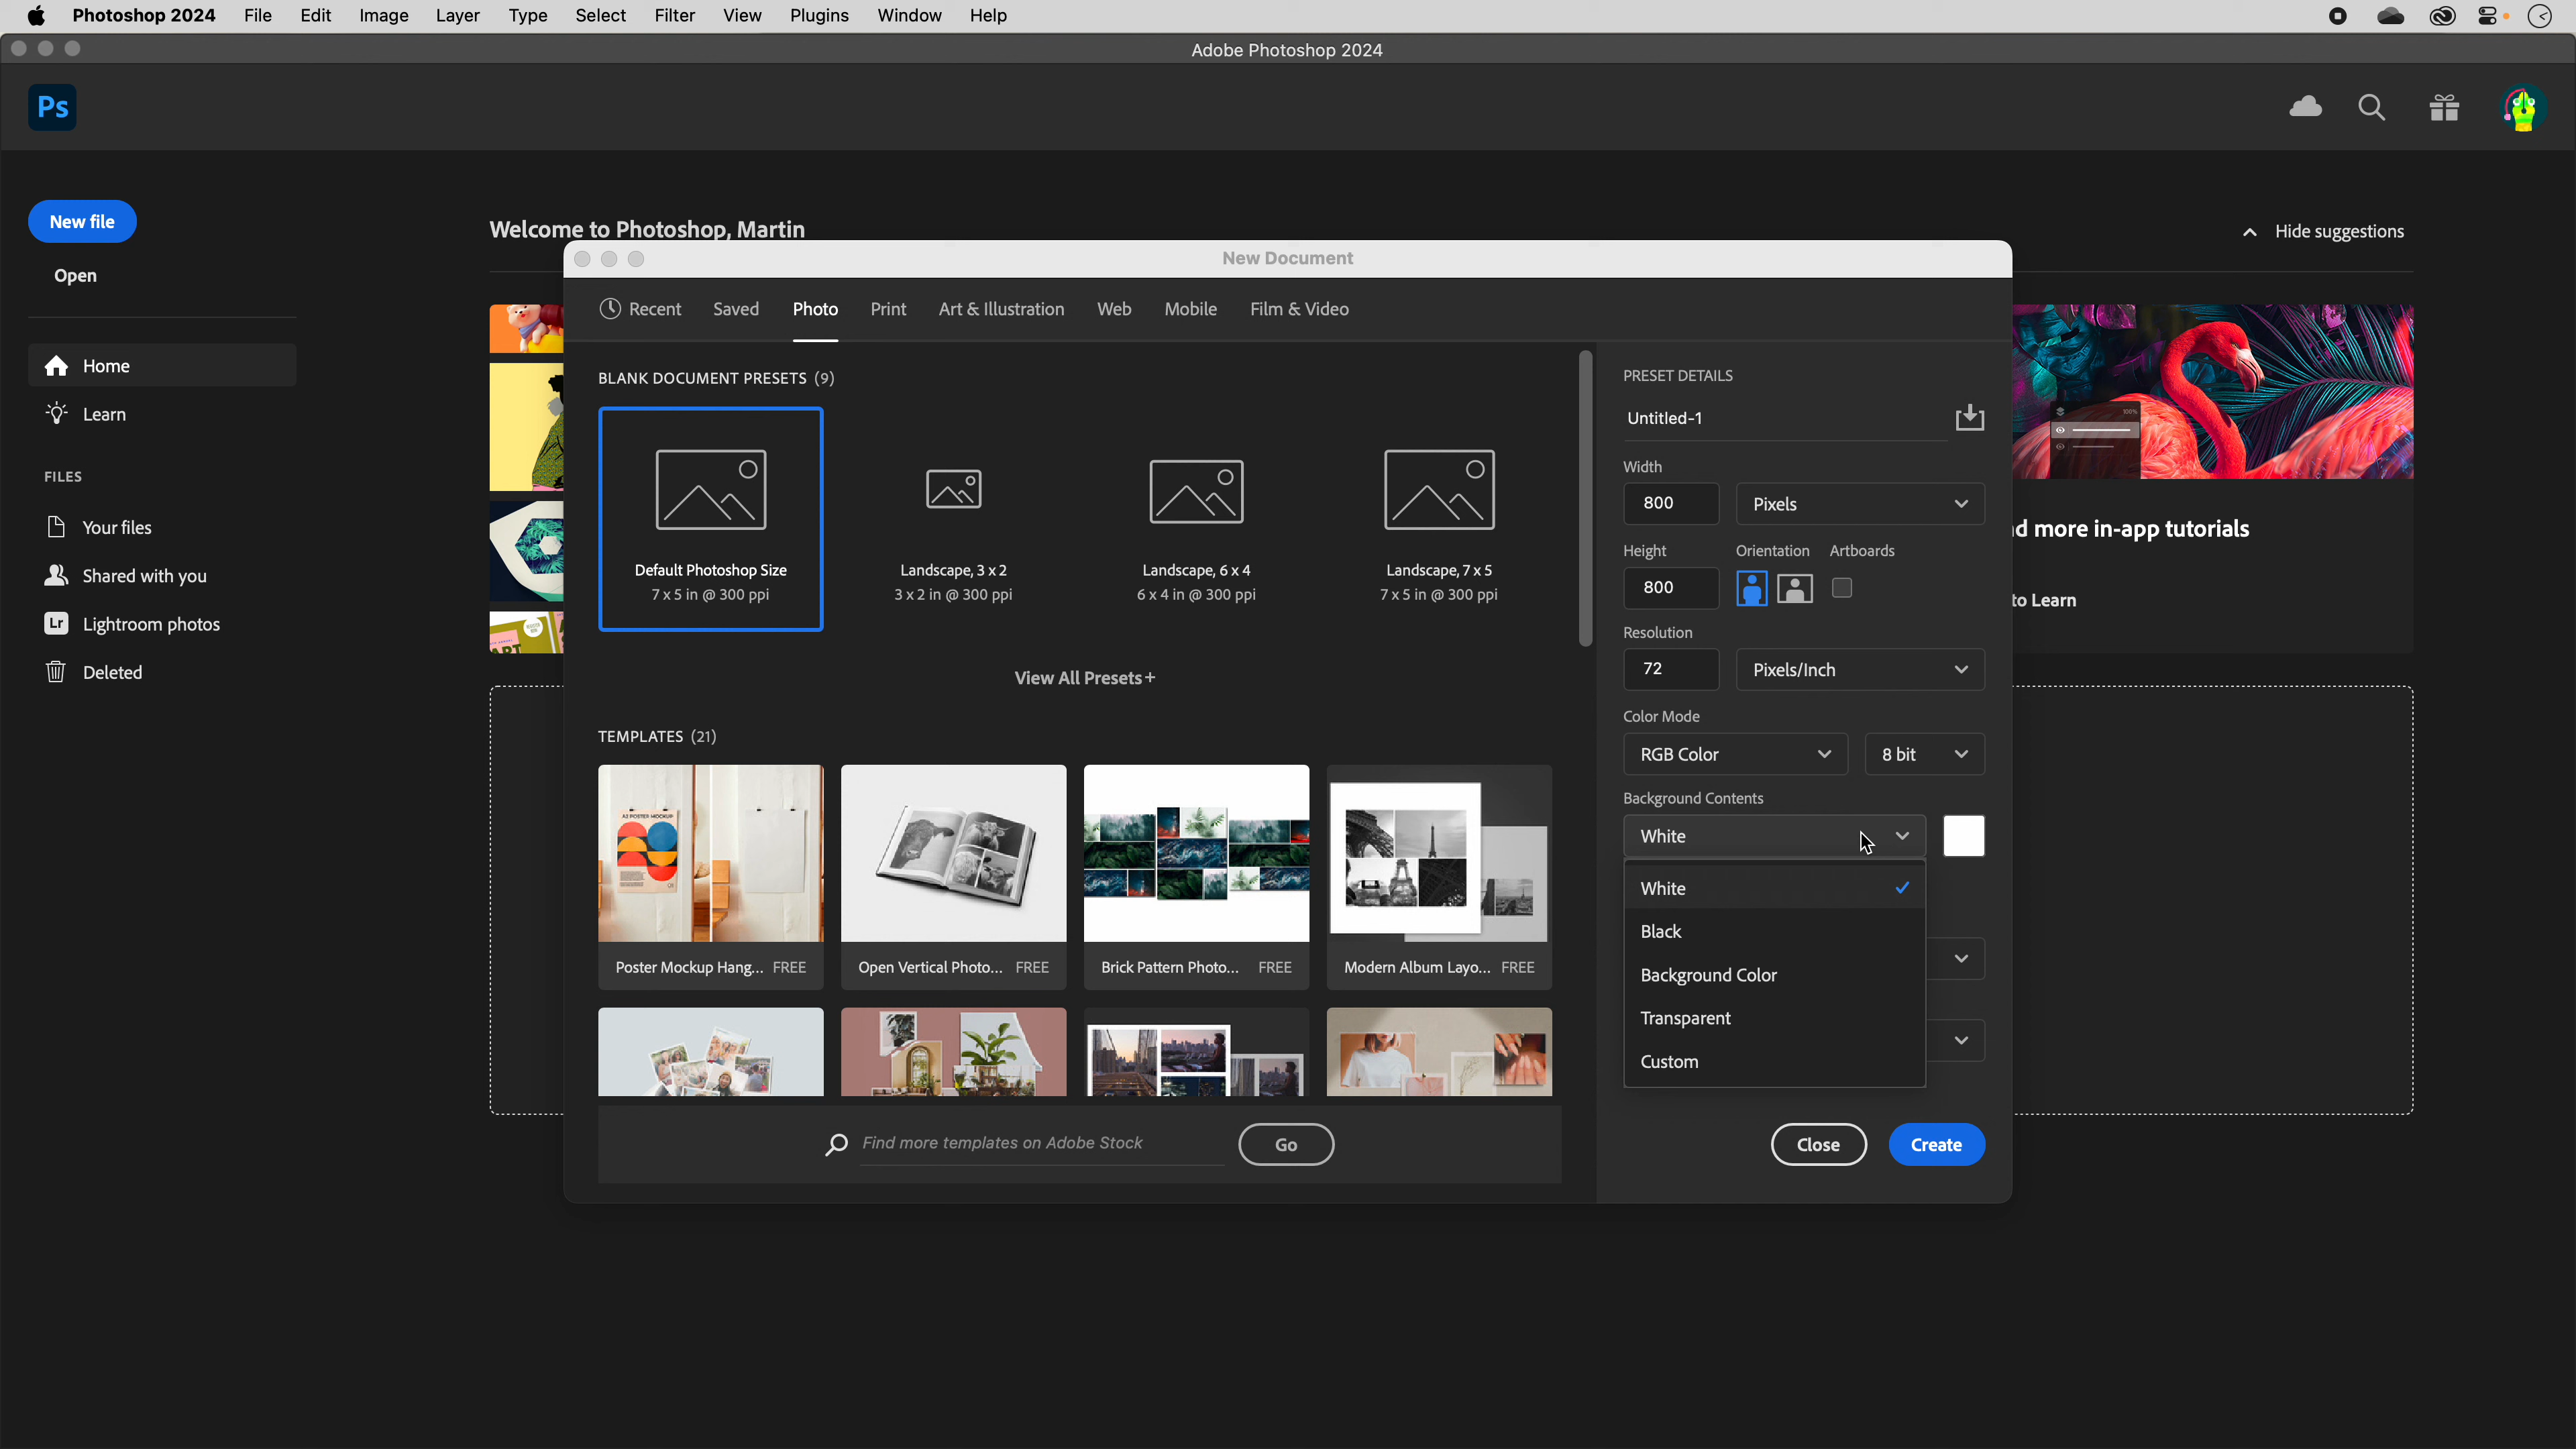 Photoshop 2024 File Edit Image Layer Type Select Filter View Plugins Window Help
Adobe Photoshop 2024
Ps
New file
Open
Home
Learn
FILES
Your files
Shared with you
Lr Lightroom photos
Deleted
Welcome to Photoshop, Martin
Hide suggestions
New Document
Recent Saved Photo Print Art & Illustration Web Mobile Film & Video
BLANK DOCUMENT PRESETS (9)
Default Photoshop Size
7 x 5 in @ 300 ppi
Landscape, 3 x 2
3 x 2 in @ 300 ppi
Landscape, 6 x 4
6 x 4 in @ 300 ppi
Landscape, 7 x 5
7 x 5 in @ 300 ppi
View All Presets+
TEMPLATES (21)
A2 POSTER MOCKUP
Poster Mockup Hang... FREE
Open Vertical Photo... FREE
Brick Pattern Photo... FREE
Modern Album Layo... FREE
Find more templates on Adobe Stock
Go
PRESET DETAILS
Untitled-1
Width
800 Pixels
Height Orientation Artboards
800
Resolution
72 Pixels/Inch
Color Mode
RGB Color 8 bit
Background Contents
White
White
Black
Background Color
Transparent
Custom
Close
Create
100%
d more in-app tutorials
to Learn
ART